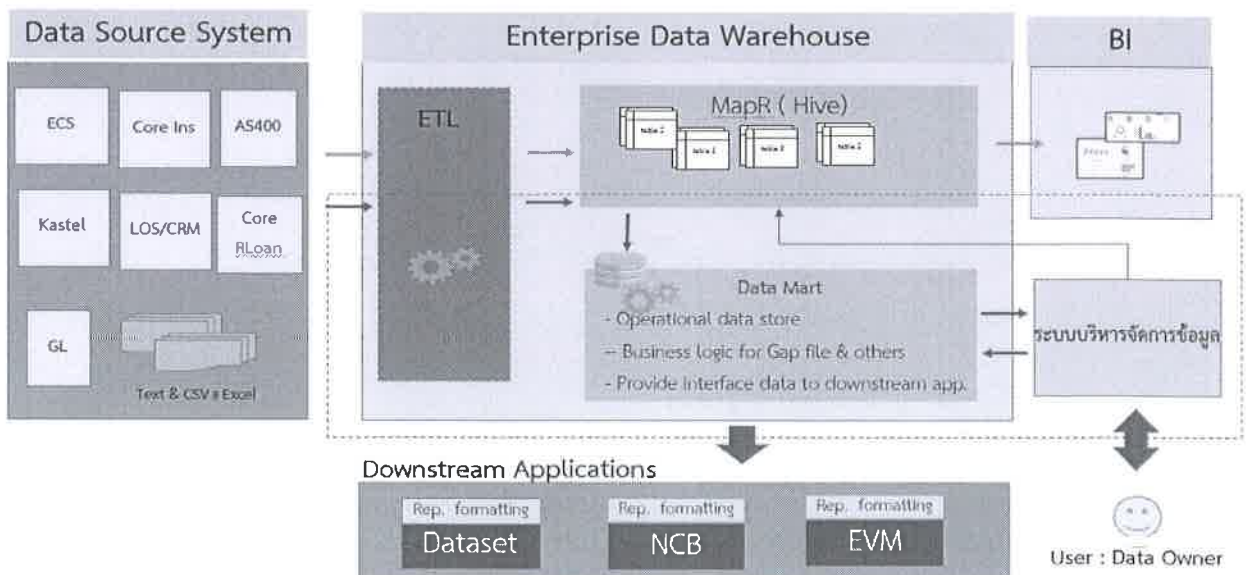 Data Source System
ECS
Core Ins
AS400
Kastel
LOS/CRM
Core
RLoan
GL
Text & CSV & Excel
Enterprise Data Warehouse
ETL
MapR ( Hive)
Data Mart
- Operational data store
- Business logic for Gap file & others
- Provide Interface data to downstream app.
BI
ระบบบริหารจัดการข้อมูล
Downstream Applications
Rep. formatting
Dataset
Rep. formatting
NCB
Rep. formatting
EVM
User : Data Owner